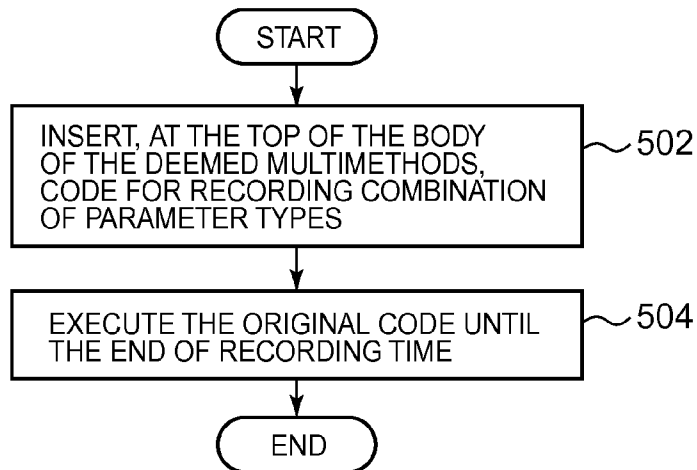 START
INSERT, AT THE TOP OF THE BODY
OF THE DEEMED MULTIMETHODS,
CODE FOR RECORDING COMBINATION
OF PARAMETER TYPES
502
EXECUTE THE ORIGINAL CODE UNTIL
THE END OF RECORDING TIME
504
END